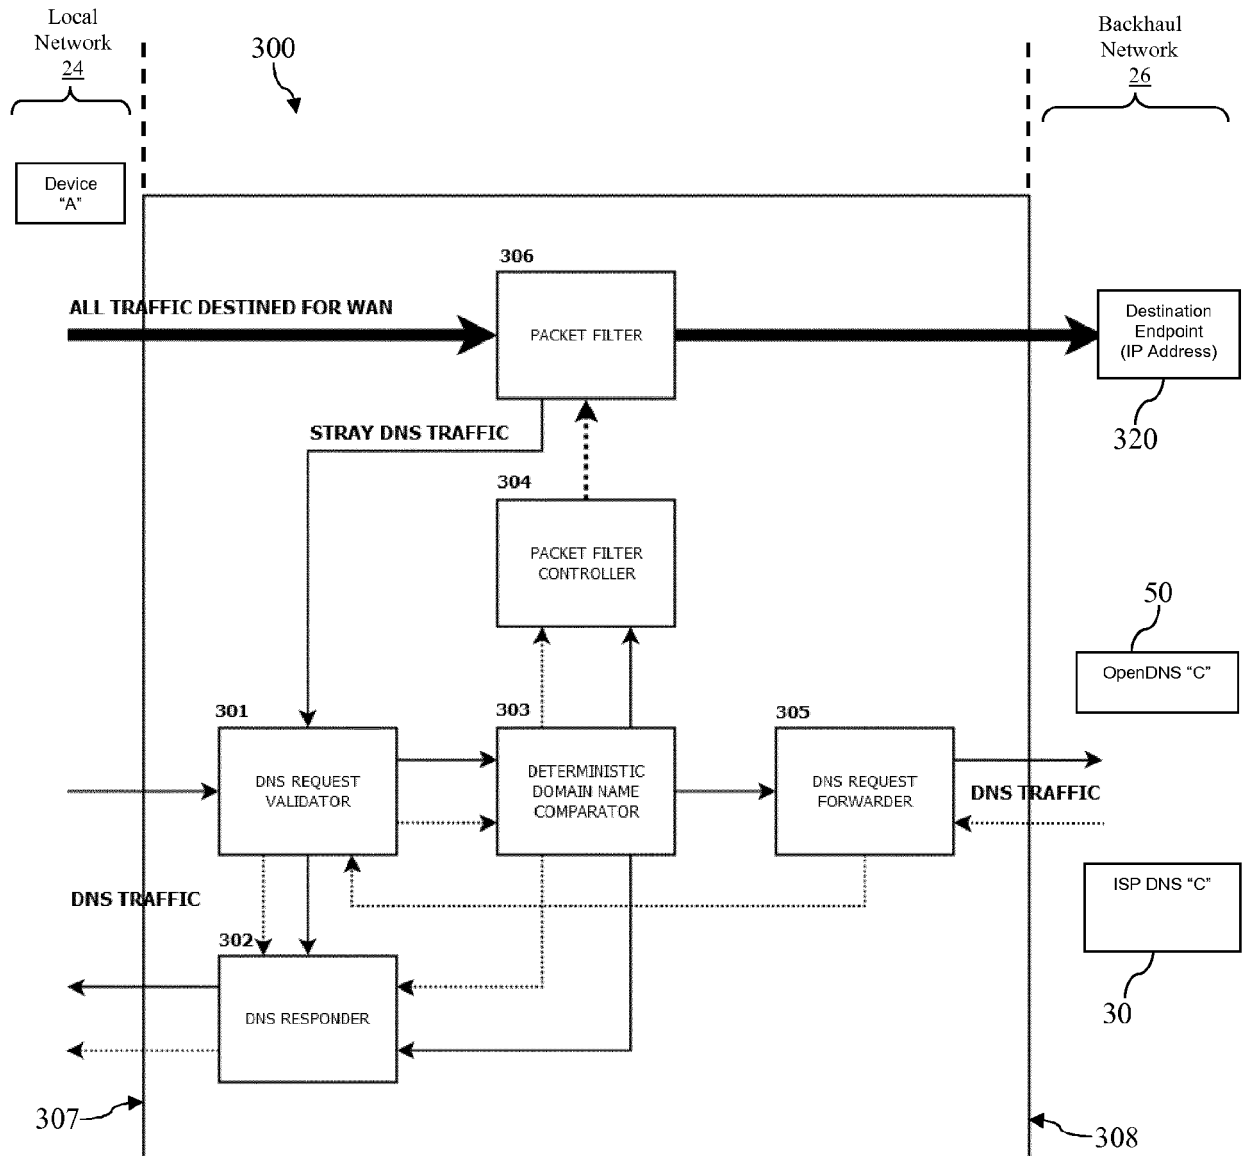 Local
Network
24
300
Backhaul
Network
26
Device
“A”
306
ALL TRAFFIC DESTINED FOR WAN
PACKET FILTER
Destination
Endpoint
(IP Address)
320
STRAY DNS TRAFFIC
304
PACKET FILTER
CONTROLLER
50
OpenDNS “C”
301
DNS REQUEST
VALIDATOR
303
DETERMINISTIC
DOMAIN NAME
COMPARATOR
305
DNS REQUEST
FORWARDER
DNS TRAFFIC
DNS TRAFFIC
ISP DNS “C”
30
302
DNS RESPONDER
307
308